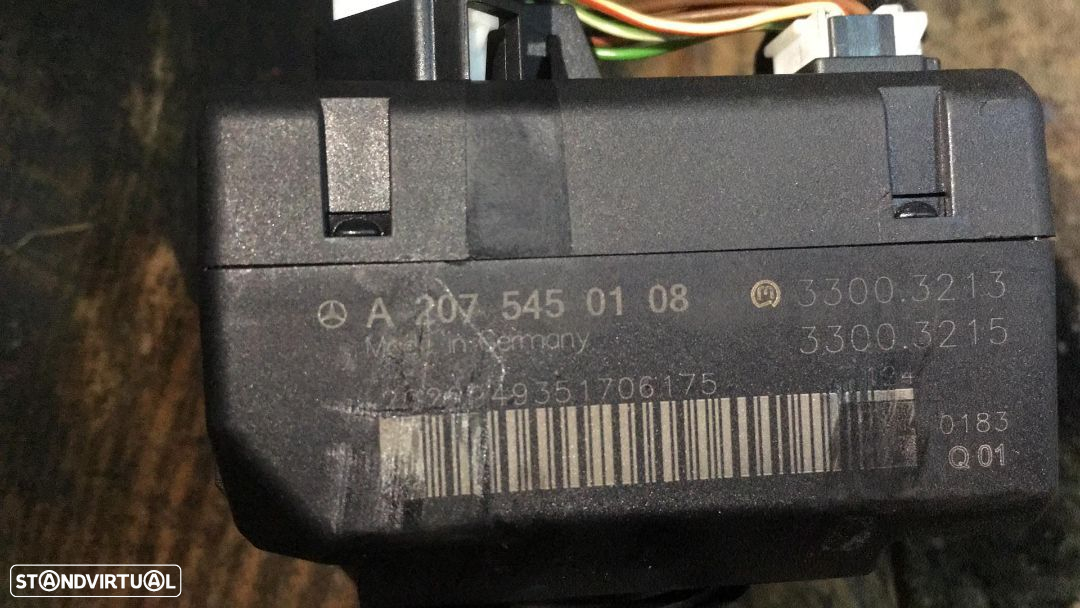 A 207 545 01 08
3300.3213
3300.3215
Made in Germany
0183
Q 01
STANDVIRTUAL